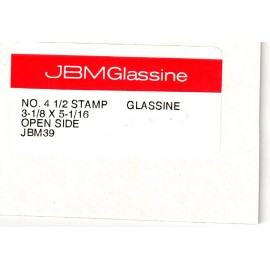 JBMGlassine
NO. 4 1/2 STAMP GLASSINE
3-1/8 X 5-1/16
OPEN SIDE
JBM39